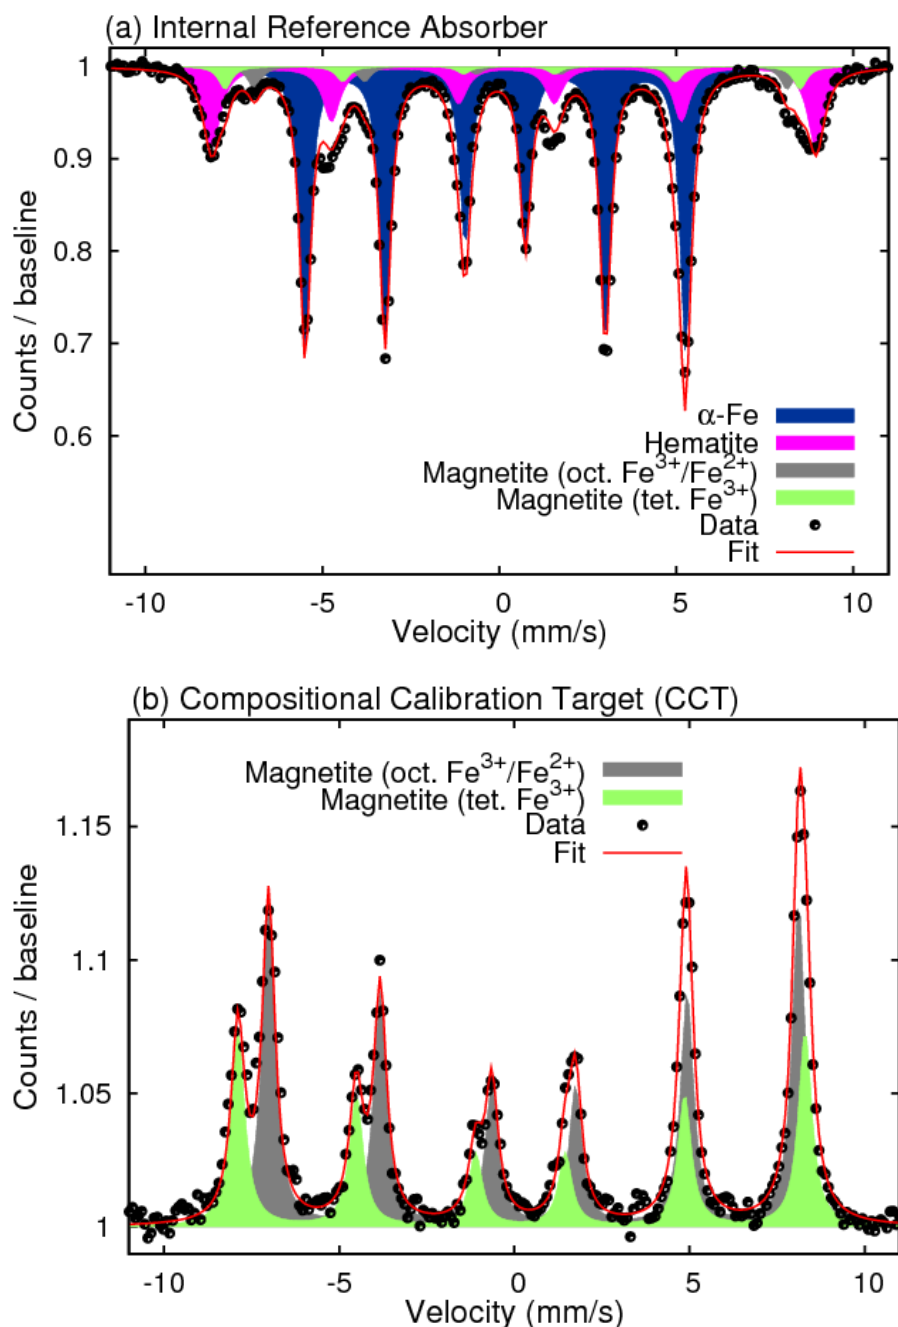 (a) Internal Reference Absorber
1
0.9
0.8
0.7
0.6
Counts / baseline
α-Fe
Hematite
Magnetite (oct. Fe³⁺/Fe²⁺)
Magnetite (tet. Fe³⁺)
Data
Fit
-10 -5 0 5 10
Velocity (mm/s)
(b) Compositional Calibration Target (CCT)
Magnetite (oct. Fe³⁺/Fe²⁺)
Magnetite (tet. Fe³⁺)
Data
Fit
1.15
1.1
1.05
1
Counts / baseline
-10 -5 0 5 10
Velocity (mm/s)